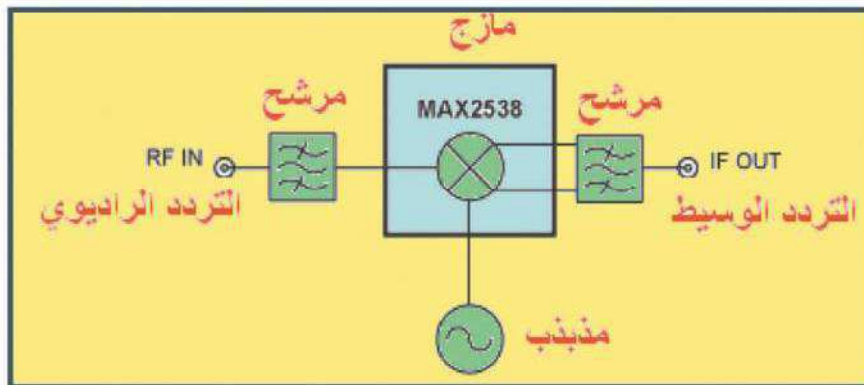 مازج
مرشح
مرشح
MAX2538
RF IN
IF OUT
التردد الراديوي
التردد الوسيط
مذبذب